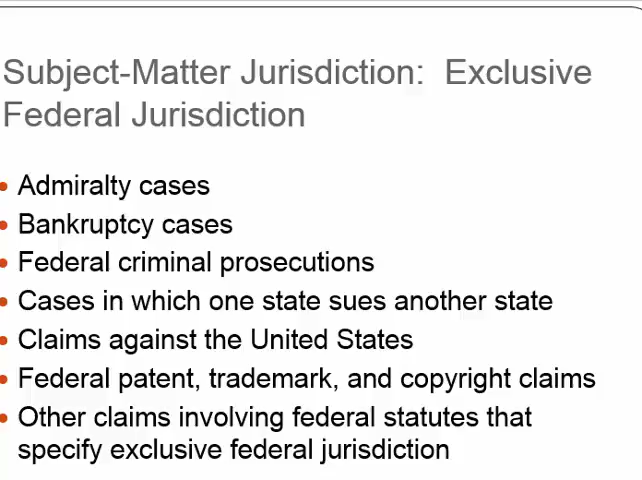 Subject-Matter Jurisdiction: Exclusive
Federal Jurisdiction
• Admiralty cases
• Bankruptcy cases
• Federal criminal prosecutions
• Cases in which one state sues another state
• Claims against the United States
• Federal patent, trademark, and copyright claims
• Other claims involving federal statutes that
specify exclusive federal jurisdiction